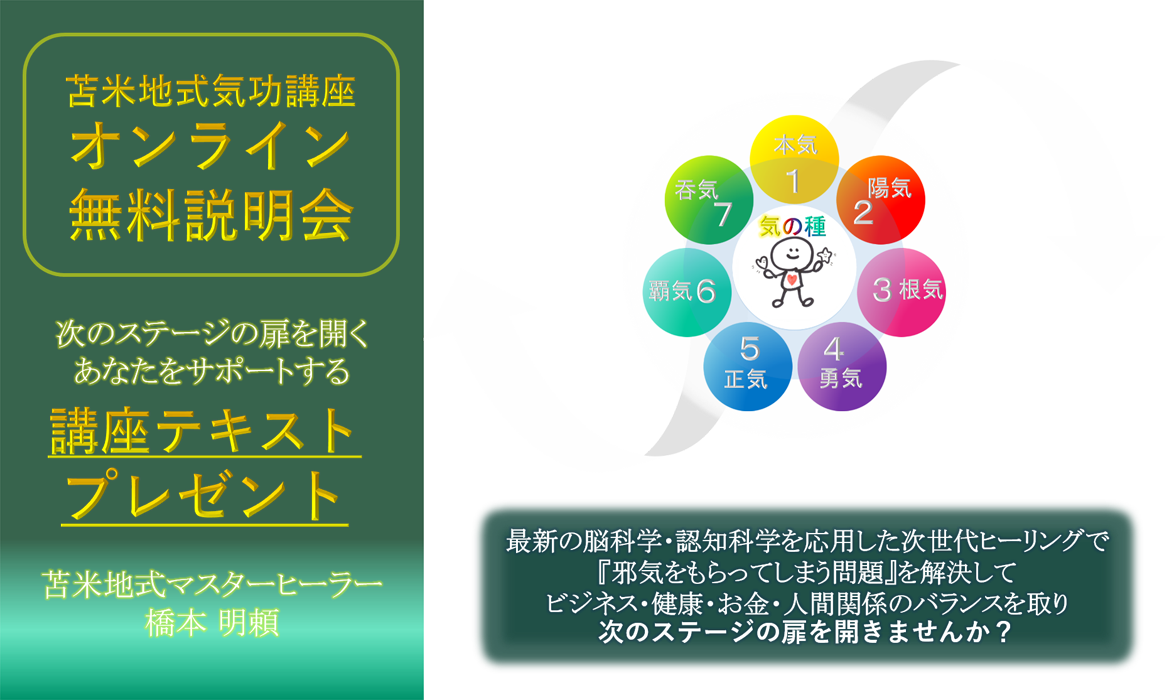 苫米地式気功講座
オンライン
無料説明会
次のステージの扉を開く
あなたをサポートする
講座テキスト
プレゼント
苫米地式マスターヒーラー
橋本 明頼
本気
1
陽気
2
3 根気
4
勇気
5
正気
覇気6
呑気
7
気の種
最新の脳科学・認知科学を応用した次世代ヒーリングで
『邪気をもらってしまう問題』を解決して
ビジネス・健康・お金・人間関係のバランスを取り
次のステージの扉を開きませんか？